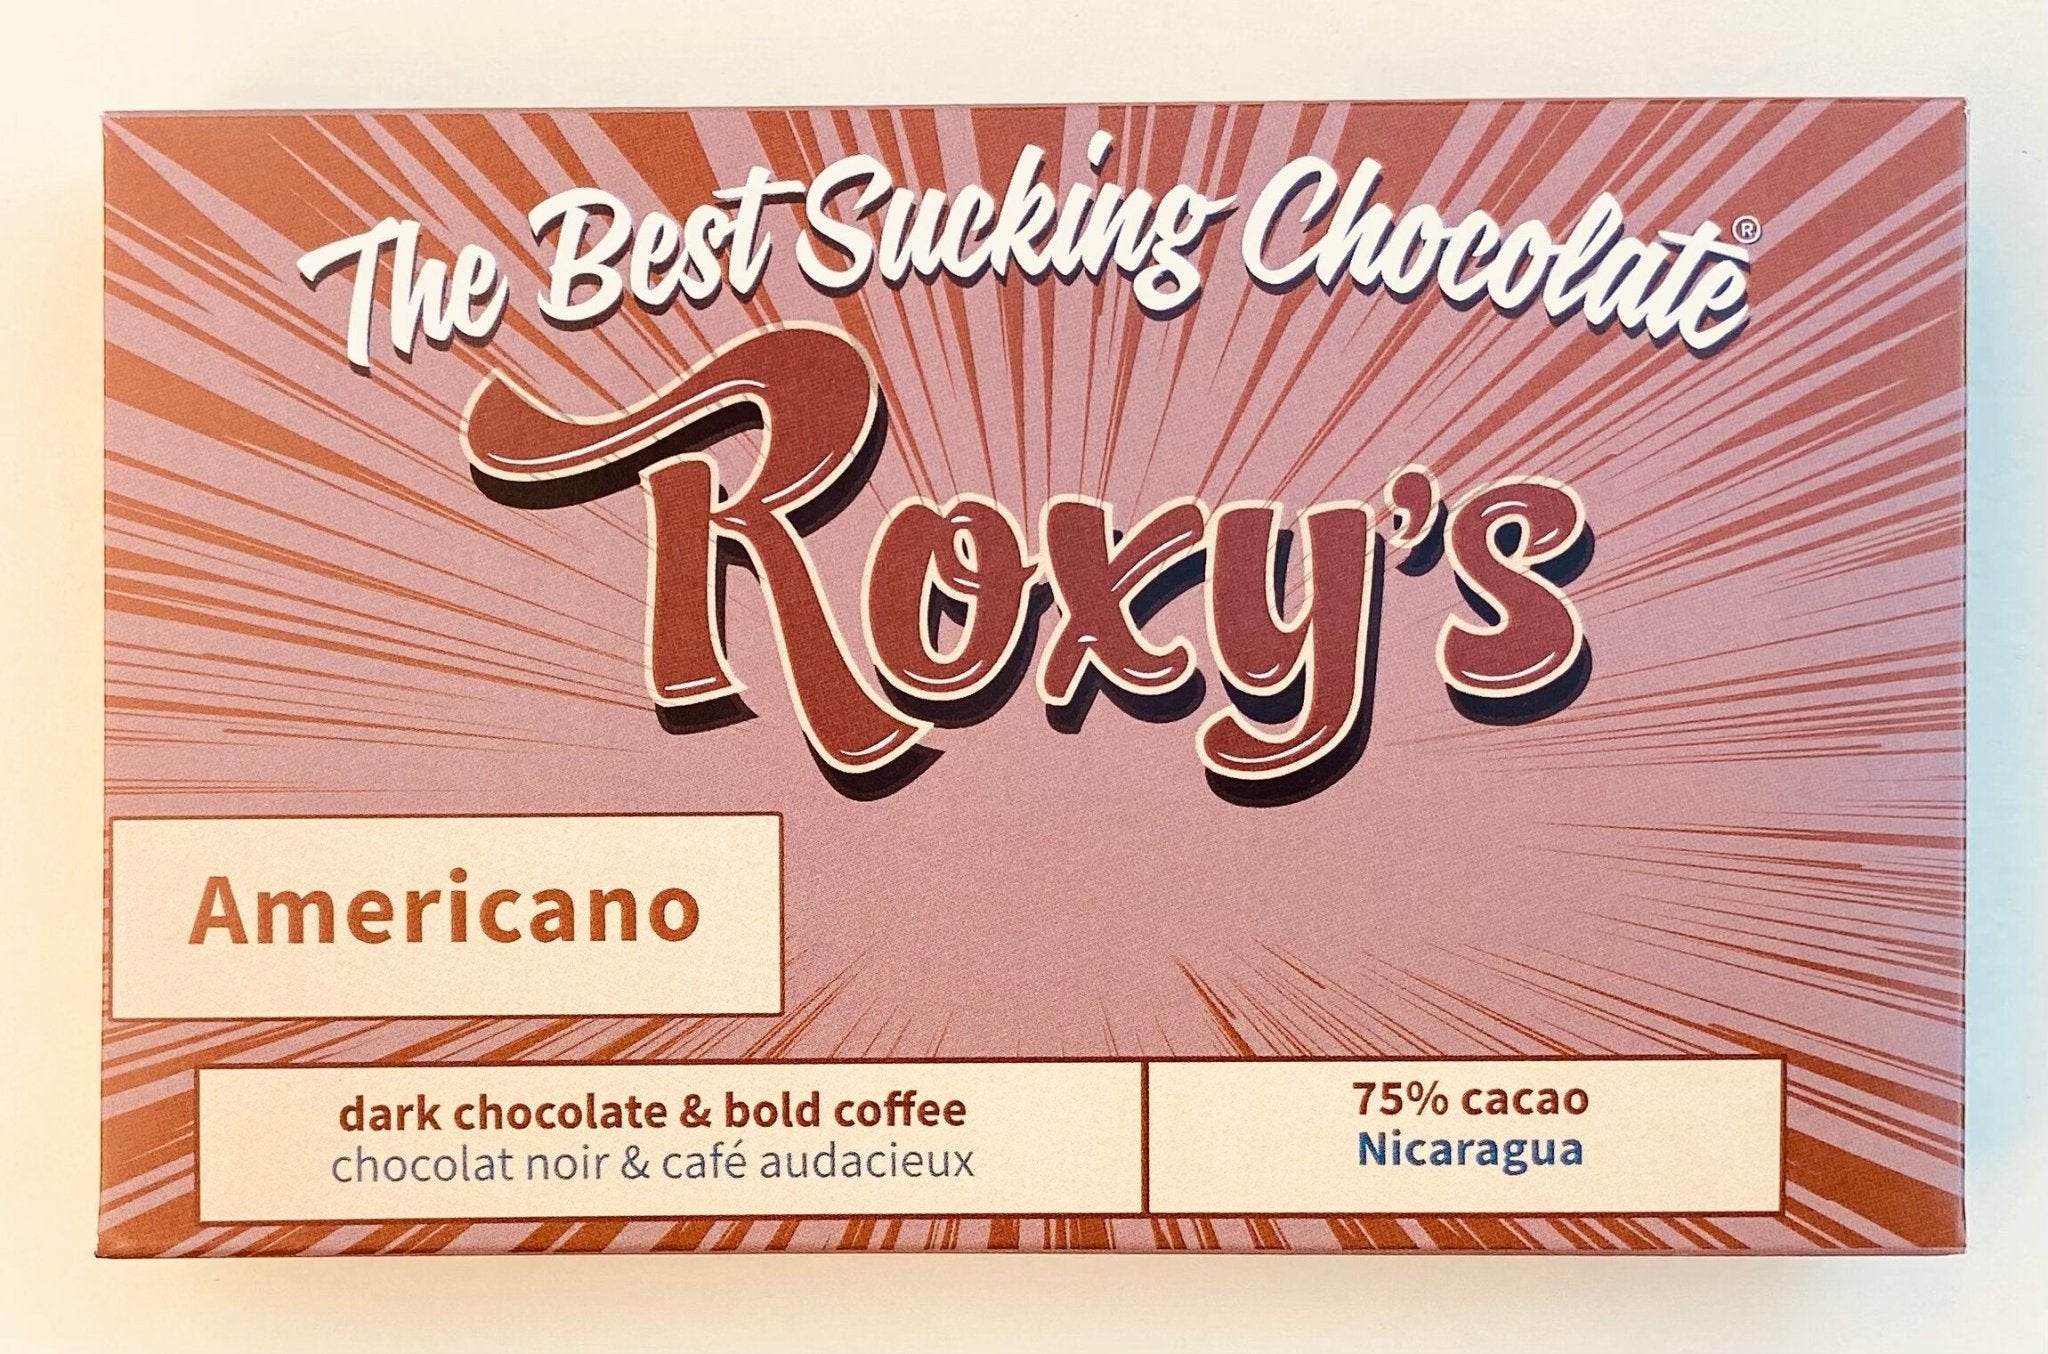 The Best Sucking Chocolate®
Roxy's
Americano
dark chocolate & bold coffee
chocolat noir & café audacieux
75% cacao
Nicaragua